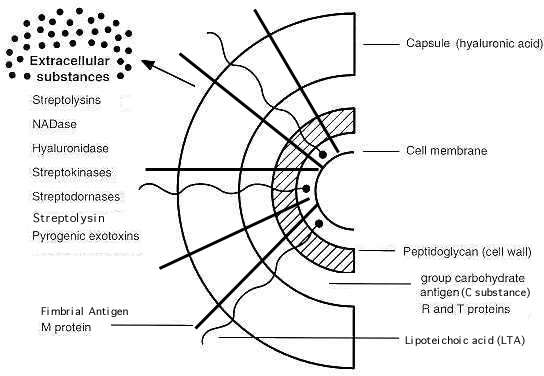 Extracellular
substances
Streptolysins
NADase
Hyaluronidase
Streptokinases
Streptodornases
Streptolysin
Pyrogenic exotoxins
Fimbrial Antigen
M protein
Capsule (hyaluronic acid)
Cell membrane
Peptidoglycan (cell wall)
group carbohydrate
antigen (C substance)
R and T proteins
Lipoteichoic acid (LTA)